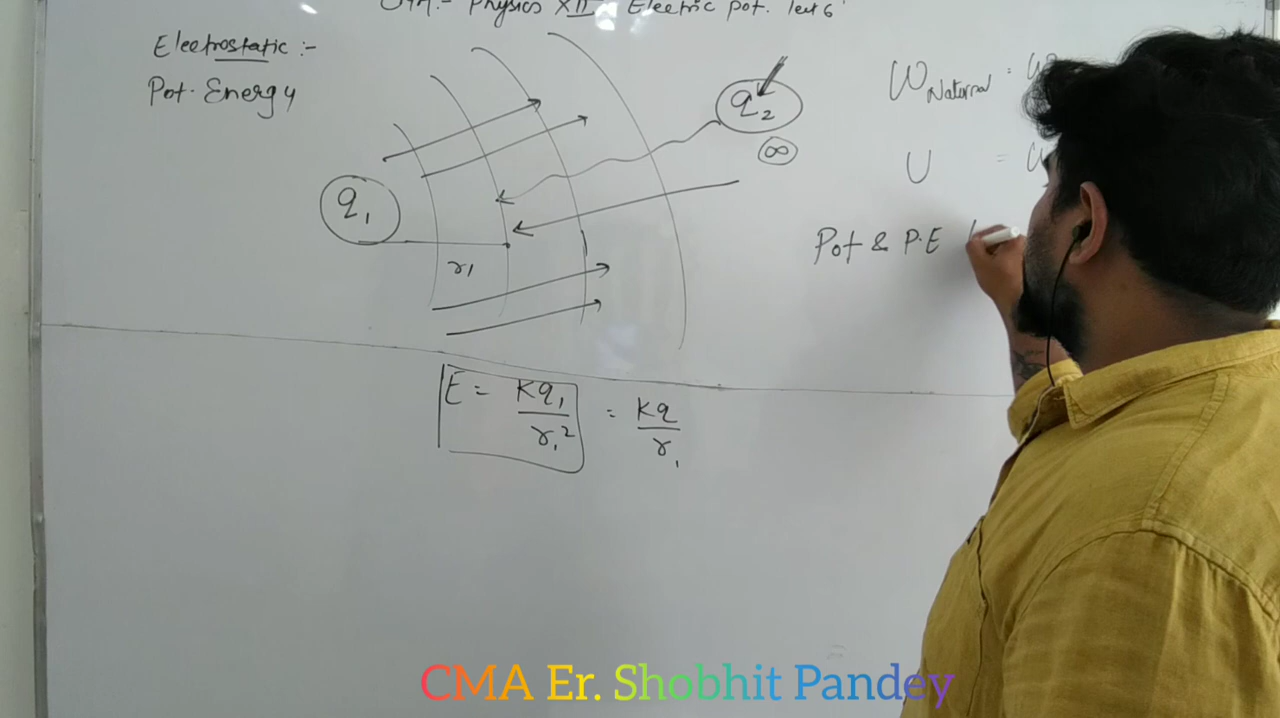 Physics XII Electric Pot. Lect 6
Electrostatic :-
Pot. Energy
q₁
q₂
∞
r₁
W
U =
Pot & P.E
E = Kq₁/r₁² = Kq/r₁
CMA Er. Shobhit Pandey